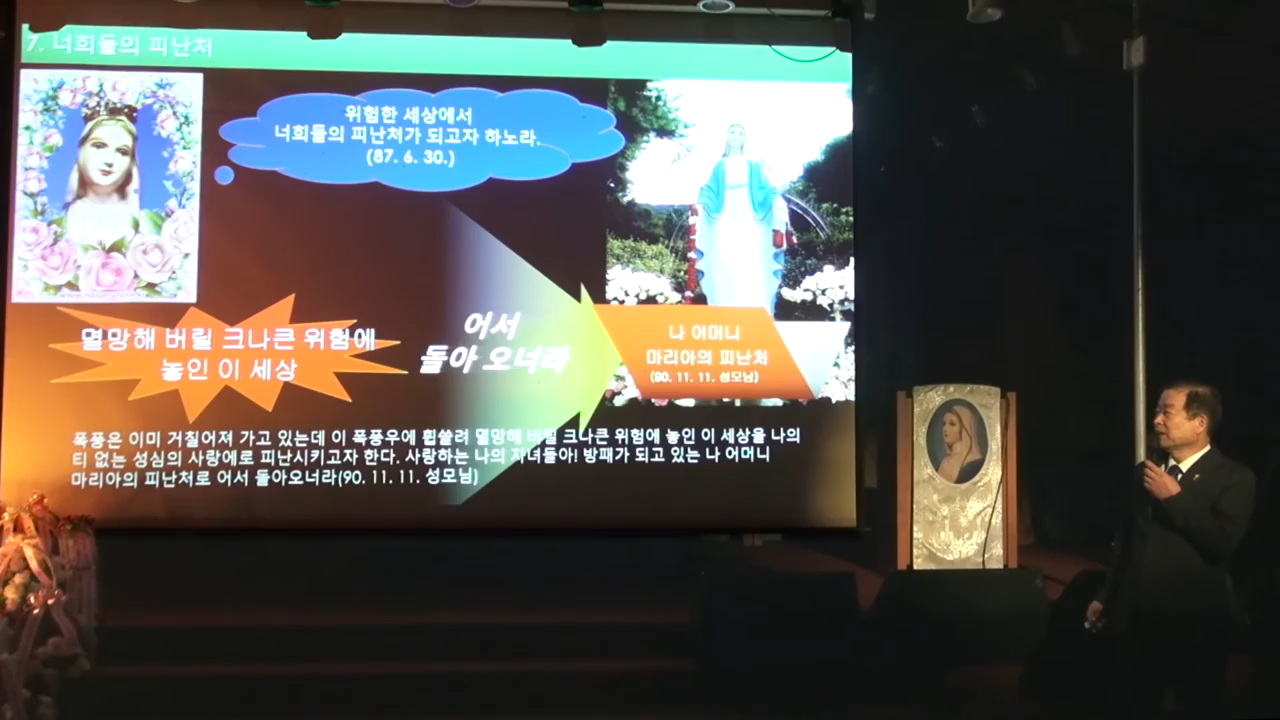 7. 너희들의 피난처
위험한 세상에서
너희들의 피난처가 되고자 하노라.
(87. 6. 30.)
멸망해 버릴 크나큰 위험에
놓인 이 세상
어서
돌아 오너라
나 어머니
마리아의 피난처
(90. 11. 11. 성모님)
폭풍은 이미 거칠어져 가고 있는데 이 폭풍우에 휩쓸려 멸망해 버릴 크나큰 위험에 놓인 이 세상을 나의
티 없는 성심의 사랑에로 피난시키고자 한다. 사랑하는 나의 자녀들아! 방패가 되고 있는 나 어머니
마리아의 피난처로 어서 돌아오너라(90. 11. 11. 성모님)